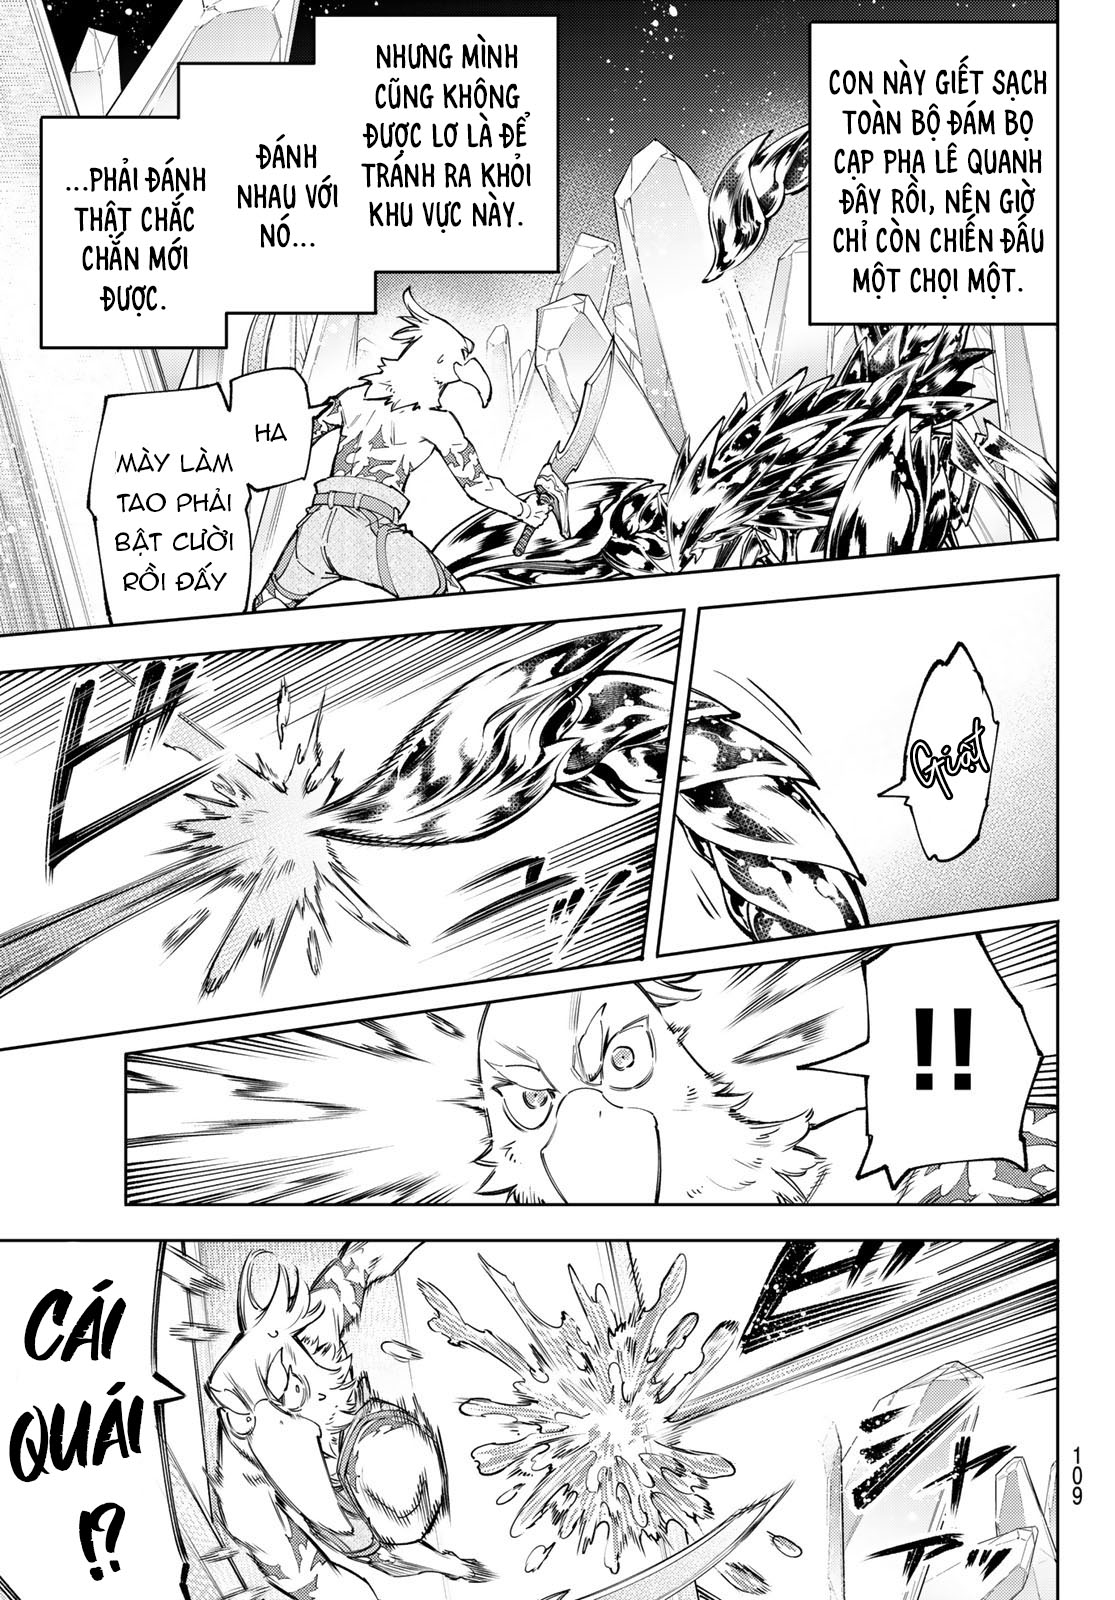 CON NÀY GIẾT SẠCH
TOÀN BỘ ĐÁM BỌ
CẠP PHA LÊ QUANH
ĐÂY RỒI, NÊN GIỜ
CHỈ CÒN CHIẾN ĐẤU
MỘT CHỌI MỘT.
NHƯNG MÌNH
CŨNG KHÔNG
ĐƯỢC LƠ LÀ ĐỂ
TRÁNH RA KHỎI
KHU VỰC NÀY.
ĐÁNH
NHAU VỚI
NÓ...
...PHẢI ĐÁNH
THẬT CHẮC
CHẮN MỚI
ĐƯỢC.
HA
MÀY LÀM
TAO PHẢI
BẬT CƯỜI
RỒI ĐẤY
Giật
ビッ
!!
CÁI
QUÁI
!?
109